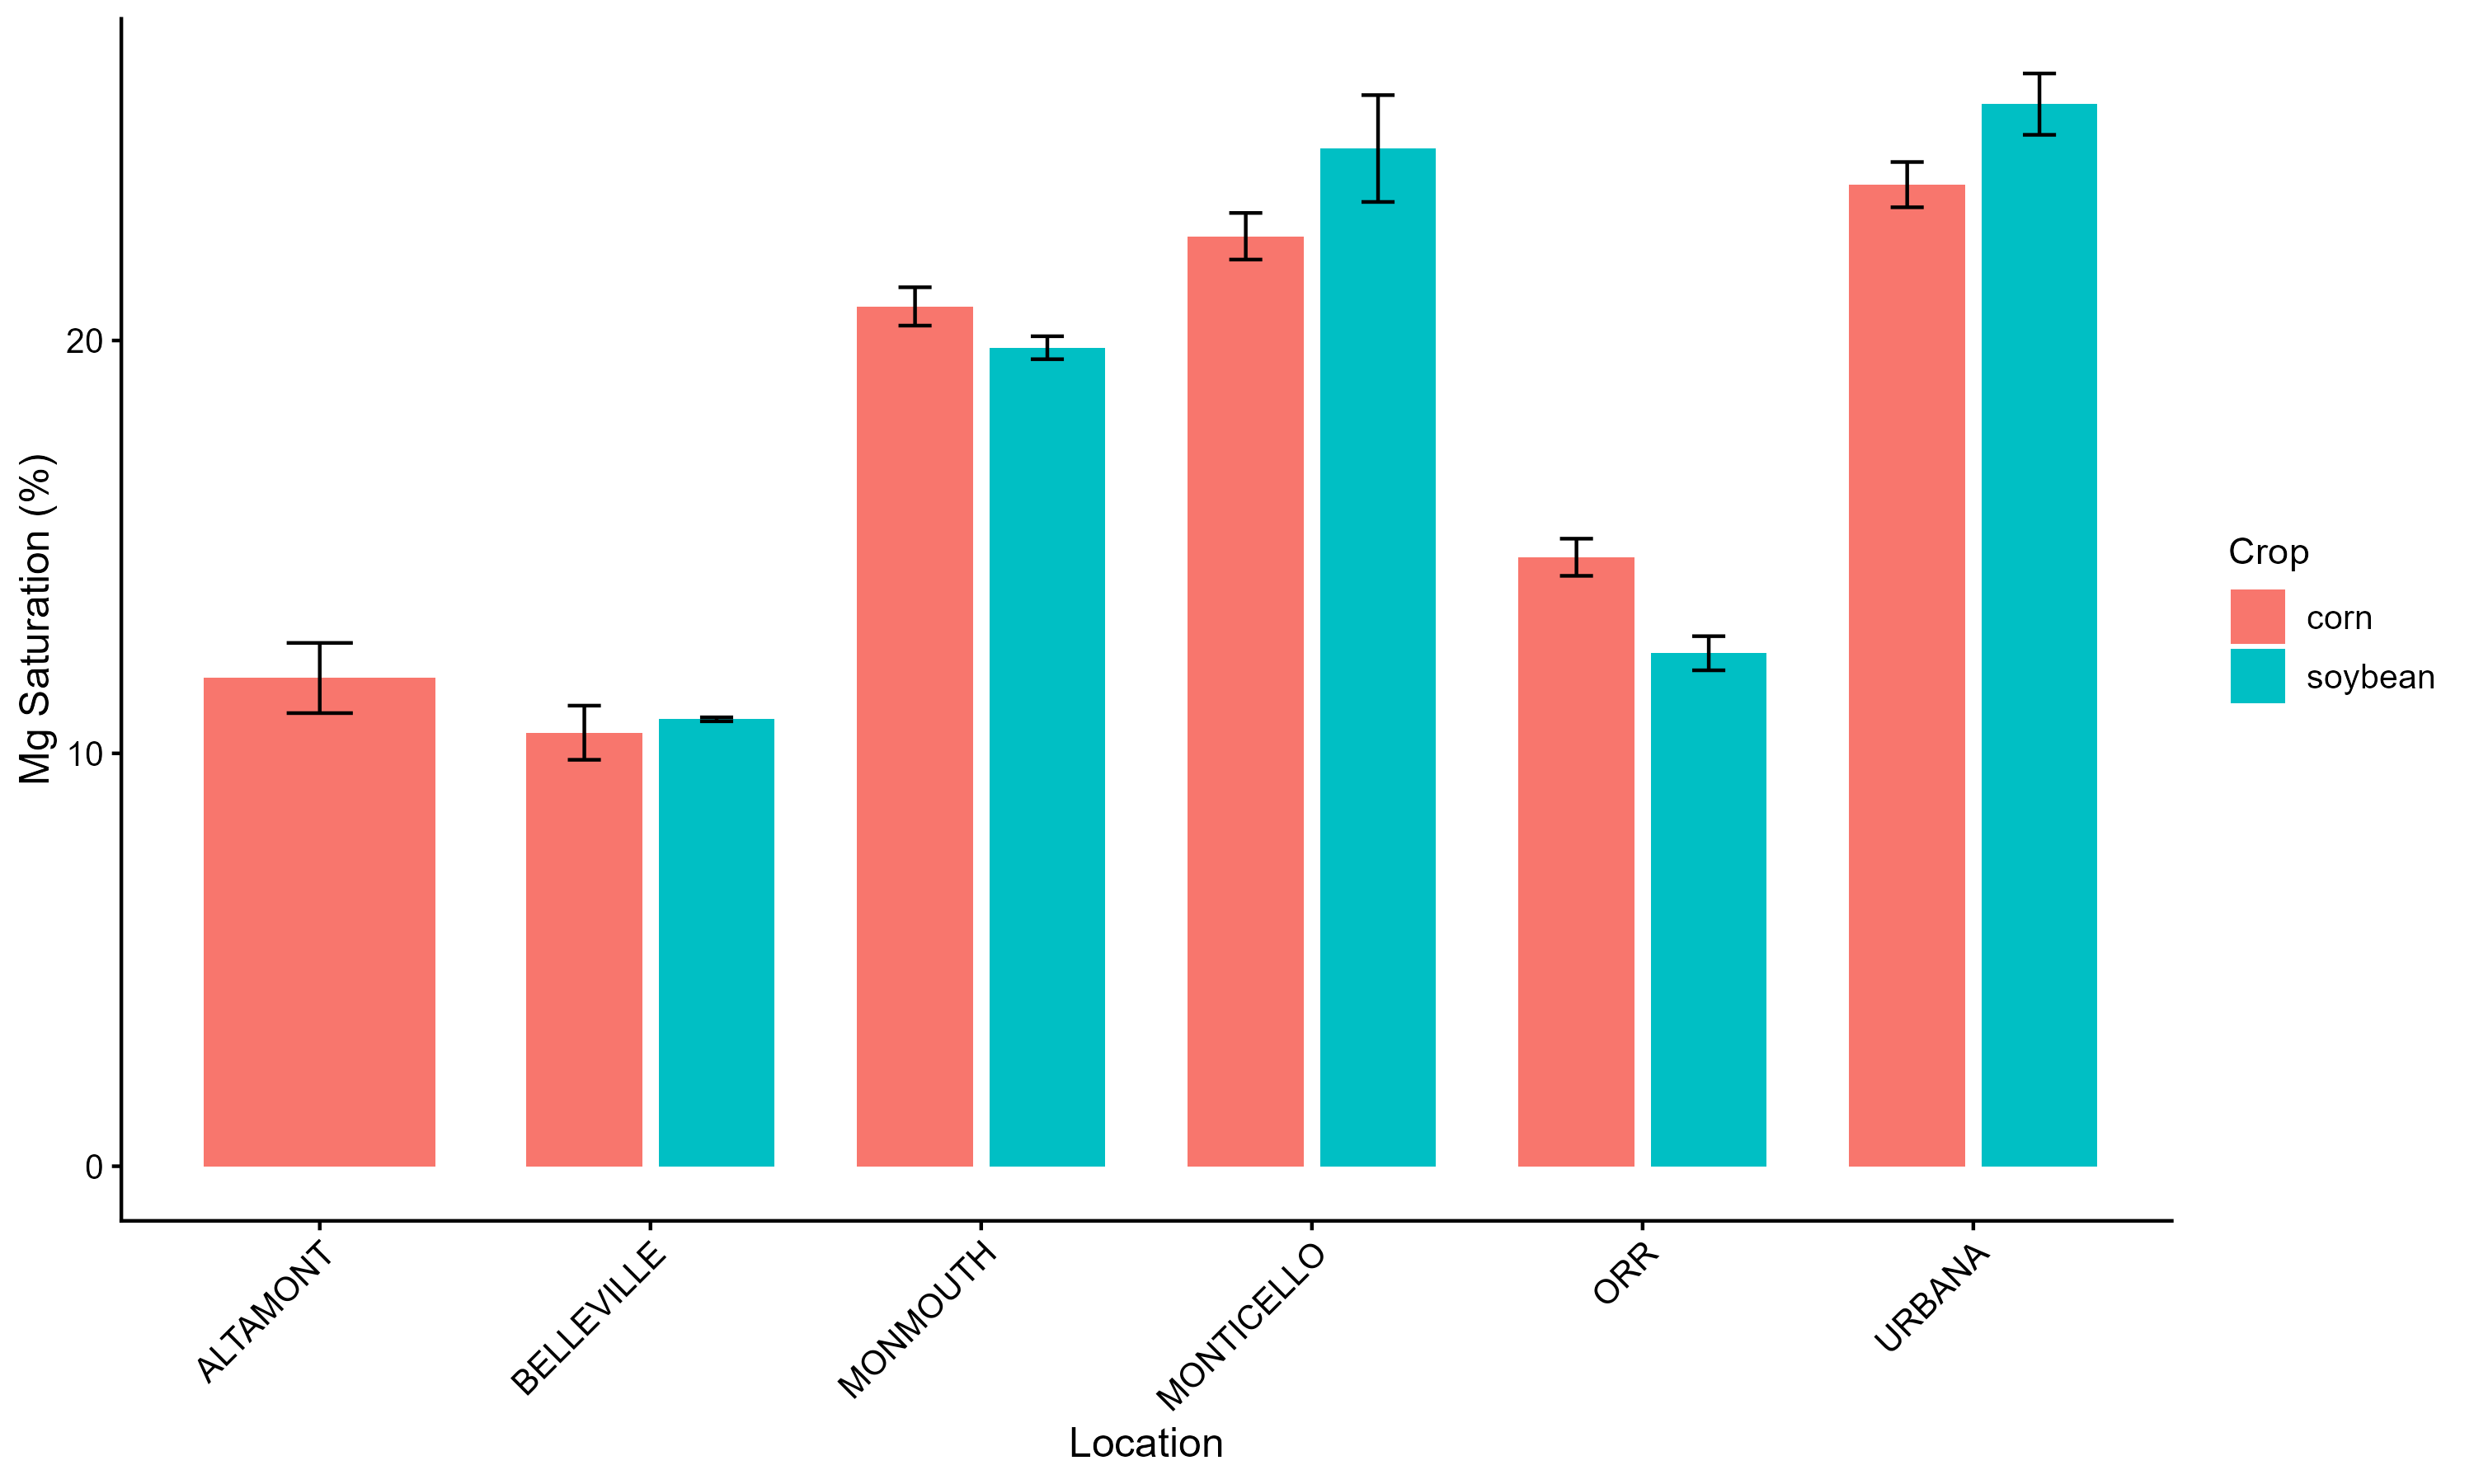 Mg Saturation (%)
20
10
0
ALTAMONT
BELLEVILLE
MONMOUTH
MONTICELLO
ORR
URBANA
Location
Crop
corn
soybean